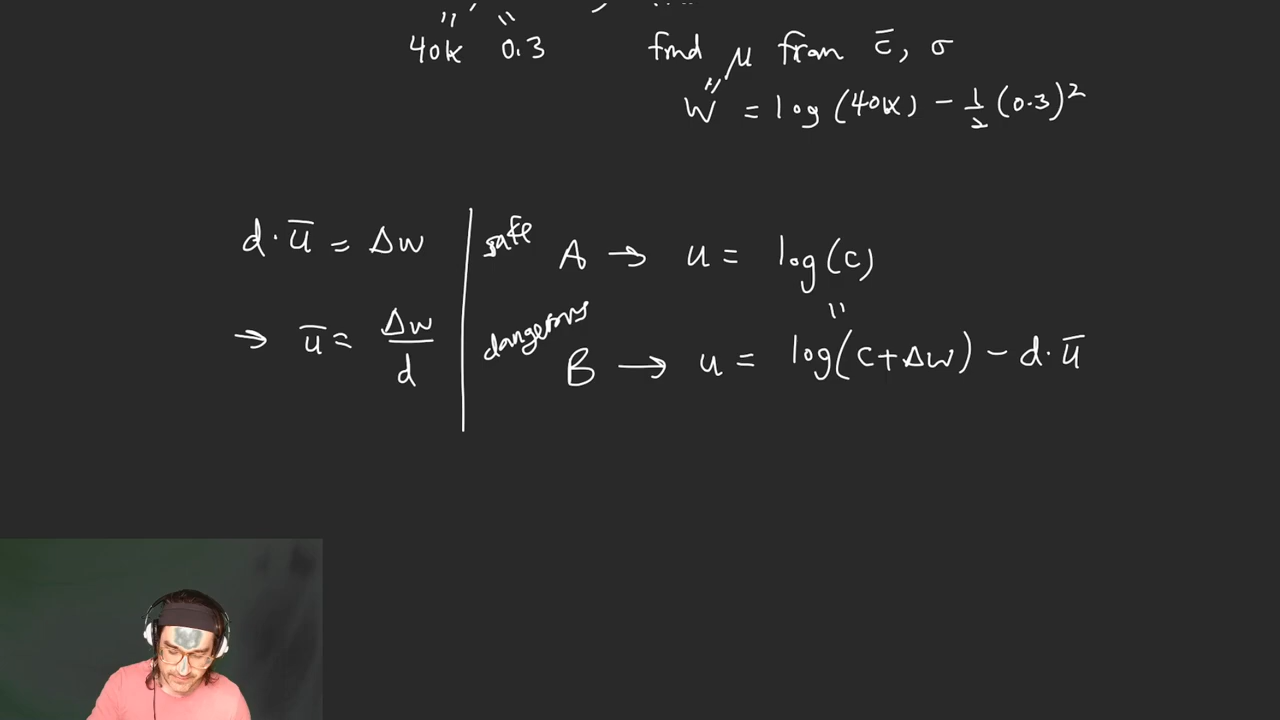 40k 0.3 find μ from c̄, σ
W = log(40k) − ½(0.3)²
d·ū = Δw safe A → u = log(c)
⇒ ū = Δw/d dangerous B → u = log(c+Δw) − d·ū